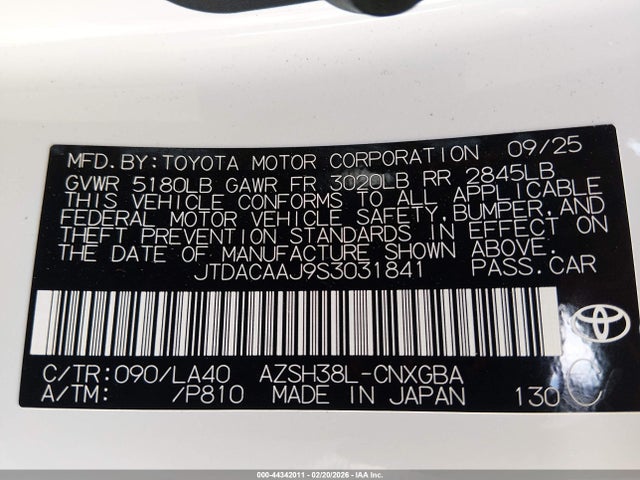 MFD.BY:TOYOTA MOTOR CORPORATION 09/25
GVWR 5180LB GAWR FR 3020LB RR 2845LB
THIS VEHICLE CONFORMS TO ALL APPLICABLE
FEDERAL MOTOR VEHICLE SAFETY,BUMPER,AND
THEFT PREVENTION STANDARDS IN EFFECT ON
THE DATE OF MANUFACTURE SHOWN ABOVE.
JTDACAAJ9S3031841 PASS.CAR
C/TR:090/LA40 AZSH38L-CNXGBA
A/TM: /P810 MADE IN JAPAN 130
000-44342011 - 02/20/2026 - IAAI.COM